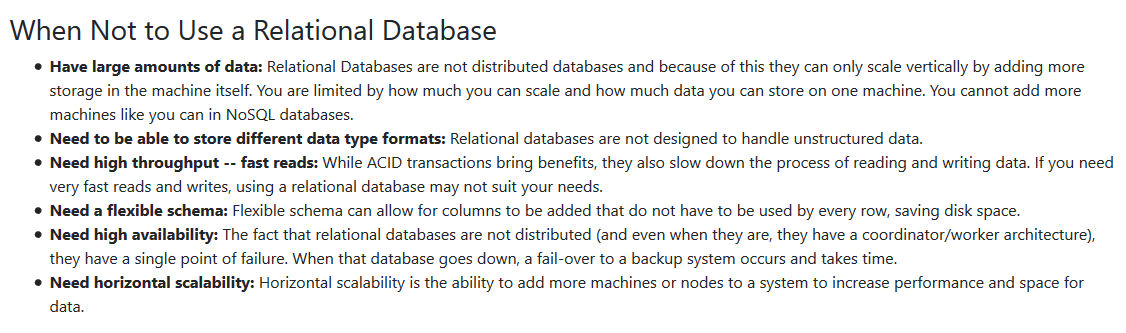 When Not to Use a Relational Database
• Have large amounts of data: Relational Databases are not distributed databases and because of this they can only scale vertically by adding more
storage in the machine itself. You are limited by how much you can scale and how much data you can store on one machine. You cannot add more
machines like you can in NoSQL databases.
• Need to be able to store different data type formats: Relational databases are not designed to handle unstructured data.
• Need high throughput -- fast reads: While ACID transactions bring benefits, they also slow down the process of reading and writing data. If you need
very fast reads and writes, using a relational database may not suit your needs.
• Need a flexible schema: Flexible schema can allow for columns to be added that do not have to be used by every row, saving disk space.
• Need high availability: The fact that relational databases are not distributed (and even when they are, they have a coordinator/worker architecture),
they have a single point of failure. When that database goes down, a fail-over to a backup system occurs and takes time.
• Need horizontal scalability: Horizontal scalability is the ability to add more machines or nodes to a system to increase performance and space for
data.